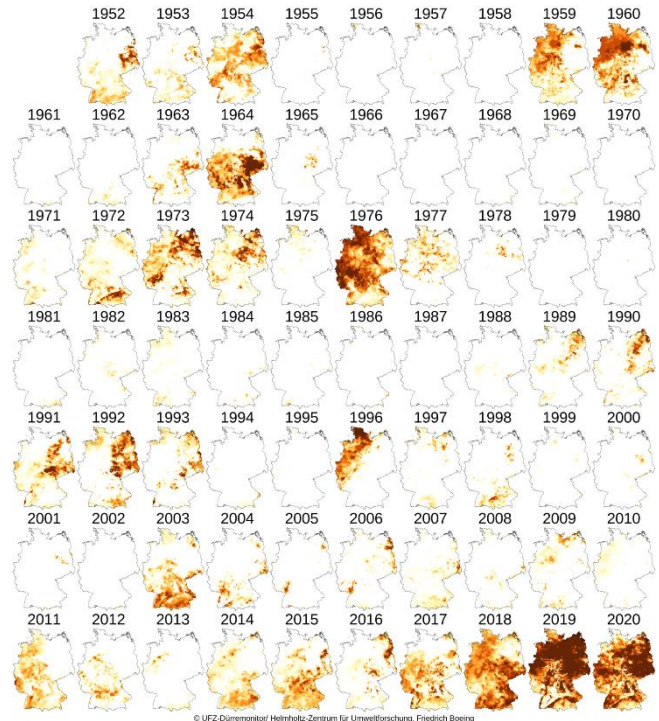 1952 1953 1954 1955 1956 1957 1958 1959 1960
1961 1962 1963 1964 1965 1966 1967 1968 1969 1970
1971 1972 1973 1974 1975 1976 1977 1978 1979 1980
1981 1982 1983 1984 1985 1986 1987 1988 1989 1990
1991 1992 1993 1994 1995 1996 1997 1998 1999 2000
2001 2002 2003 2004 2005 2006 2007 2008 2009 2010
2011 2012 2013 2014 2015 2016 2017 2018 2019 2020
© UFZ-Dürremonitor/ Helmholtz-Zentrum für Umweltforschung, Friedrich Boeing